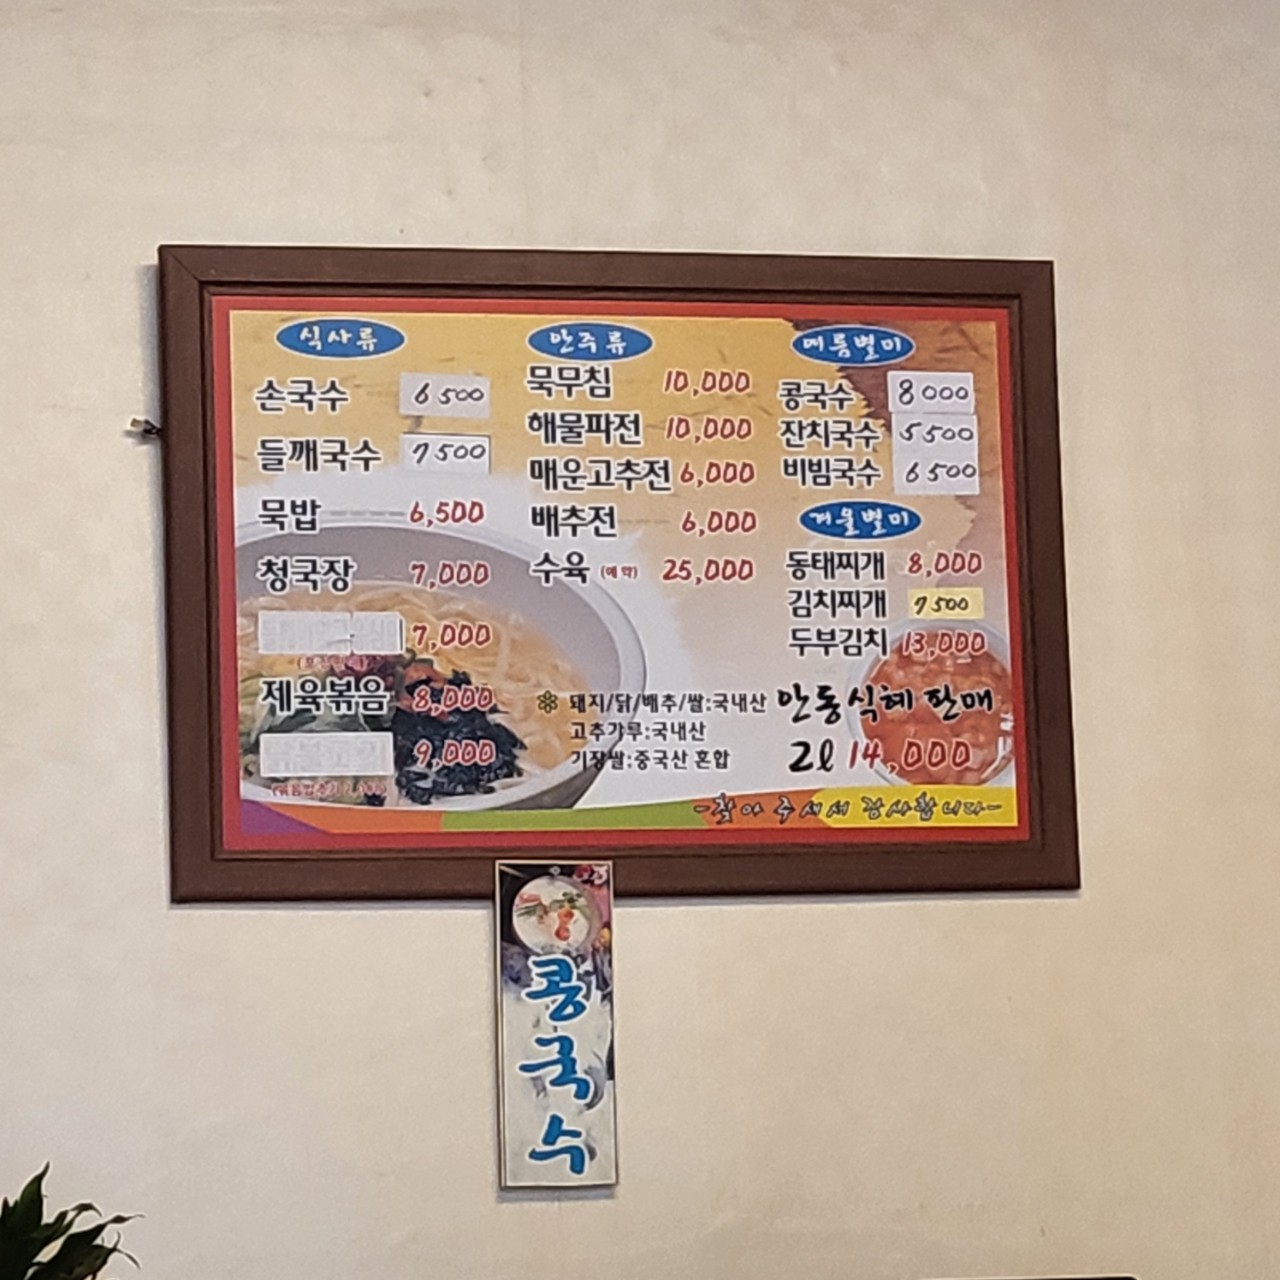 식사류
손국수 6500
들깨국수 7500
묵밥 6,500
청국장 7,000
7,000
제육볶음 8,000
9,000
안주류
묵무침 10,000
해물파전 10,000
매운고추전 6,000
배추전 6,000
수육 (예약) 25,000
※ 돼지/닭/배추/쌀:국내산
고추가루:국내산
기장쌀:중국산 혼합
여름별미
콩국수 8000
잔치국수 5500
비빔국수 6500
겨울별미
동태찌개 8,000
김치찌개 7500
두부김치 13,000
안동식혜 판매
2l 14,000
-찾아 주셔서 감사합니다-
콩국수